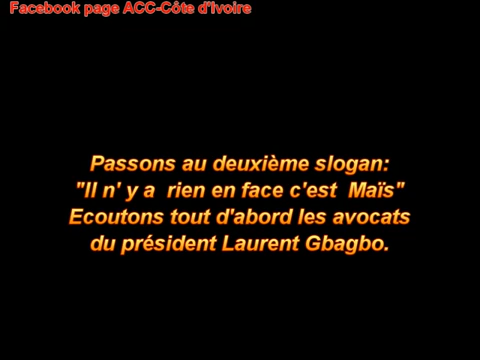 Facebook page ACC-Côte d'Ivoire
Passons au deuxième slogan:
"Il n' y a rien en face c'est Maïs"
Ecoutons tout d'abord les avocats
du président Laurent Gbagbo.